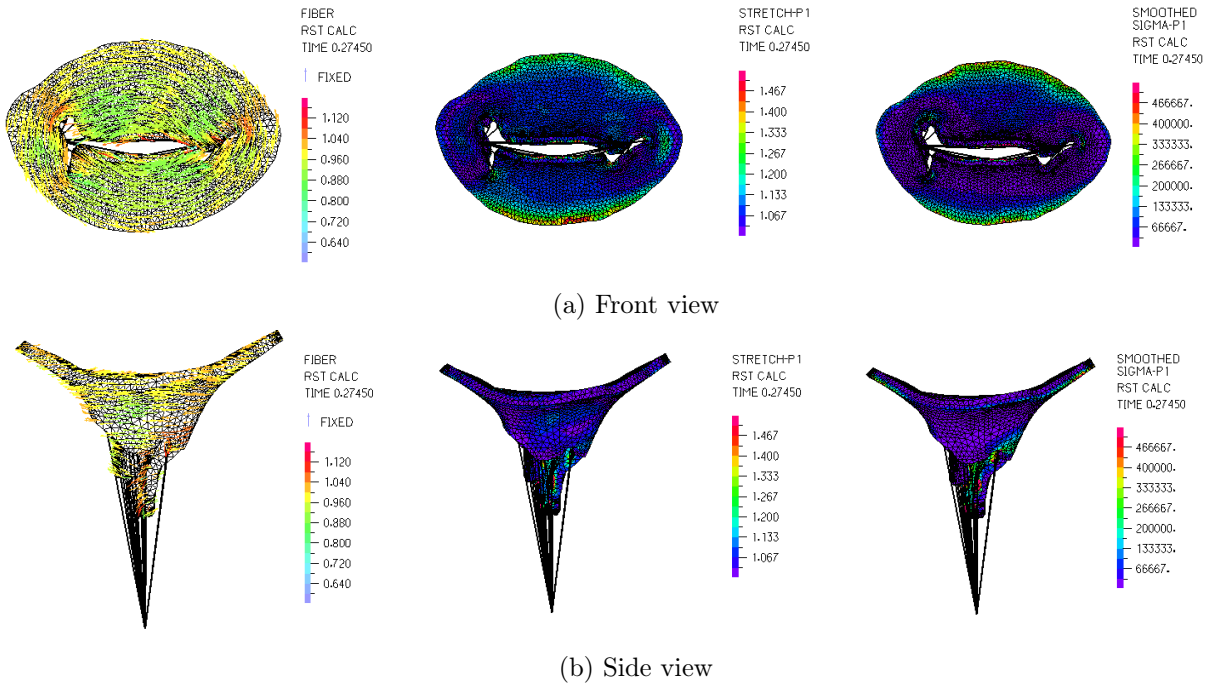 FIBER
RST CALC
TIME 0.27450
FIXED
1.120
1.040
0.960
0.880
0.800
0.720
0.640
STRETCH-P1
RST CALC
TIME 0.27450
1.467
1.400
1.333
1.267
1.200
1.133
1.067
SMOOTHED
SIGMA-P1
RST CALC
TIME 0.27450
466667.
400000.
333333.
266667.
200000.
133333.
66667.
(a) Front view
FIBER
RST CALC
TIME 0.27450
FIXED
1.120
1.040
0.960
0.880
0.800
0.720
0.640
STRETCH-P1
RST CALC
TIME 0.27450
1.467
1.400
1.333
1.267
1.200
1.133
1.067
SMOOTHED
SIGMA-P1
RST CALC
TIME 0.27450
466667.
400000.
333333.
266667.
200000.
133333.
66667.
(b) Side view